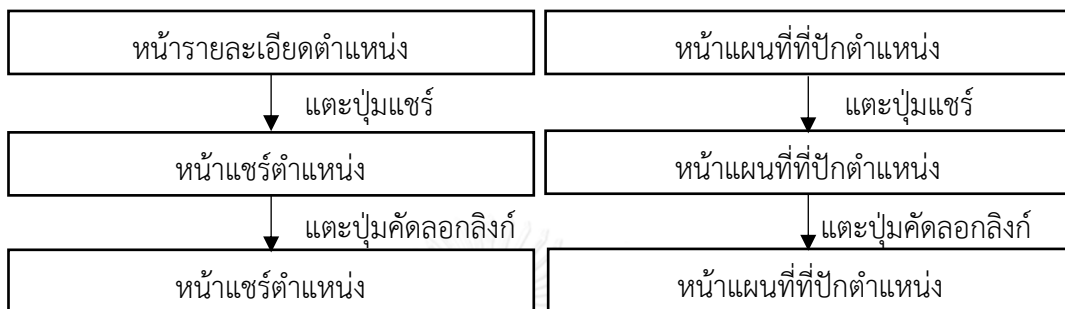 หน้ารายละเอียดตำแหน่ง
แตะปุ่มแชร์
หน้าแชร์ตำแหน่ง
แตะปุ่มคัดลอกลิงก์
หน้าแชร์ตำแหน่ง
หน้าแผนที่ที่ปักตำแหน่ง
แตะปุ่มแชร์
หน้าแผนที่ที่ปักตำแหน่ง
แตะปุ่มคัดลอกลิงก์
หน้าแผนที่ที่ปักตำแหน่ง